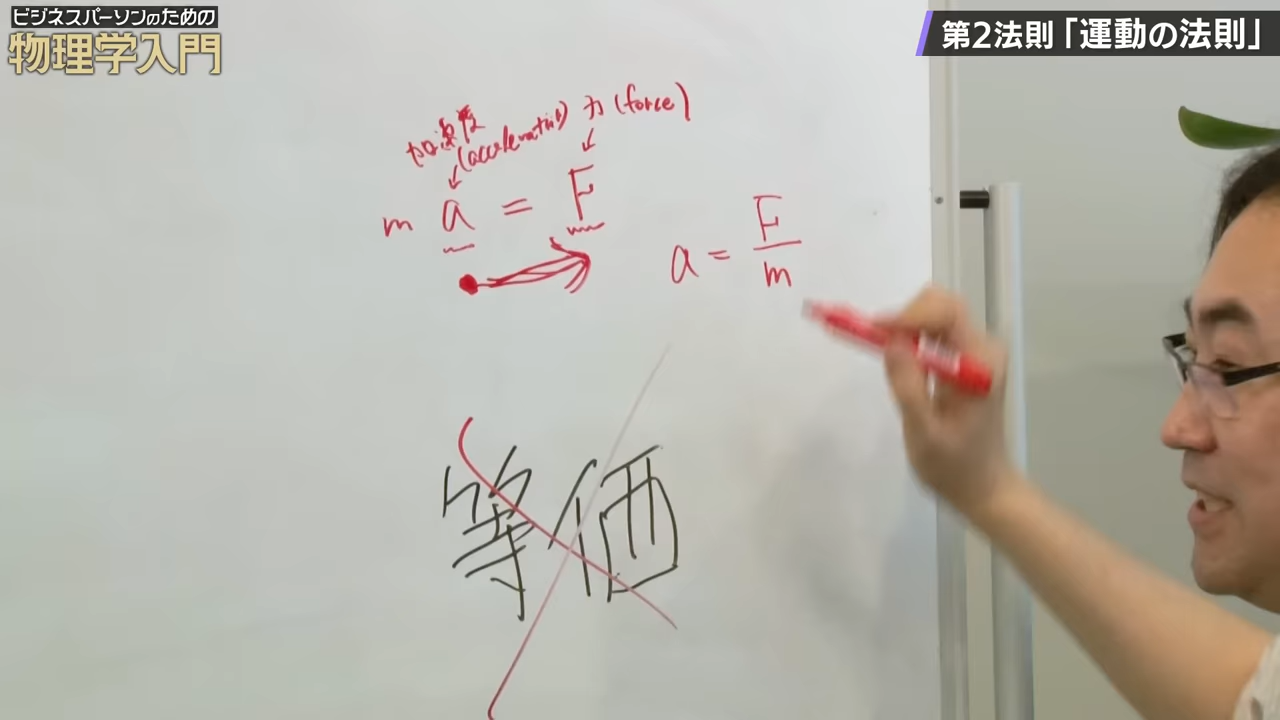 ビジネスパーソンのための
物理学入門
第2法則「運動の法則」
加速度
(acceleration)
力(force)
m a = F
a = F/m
等価